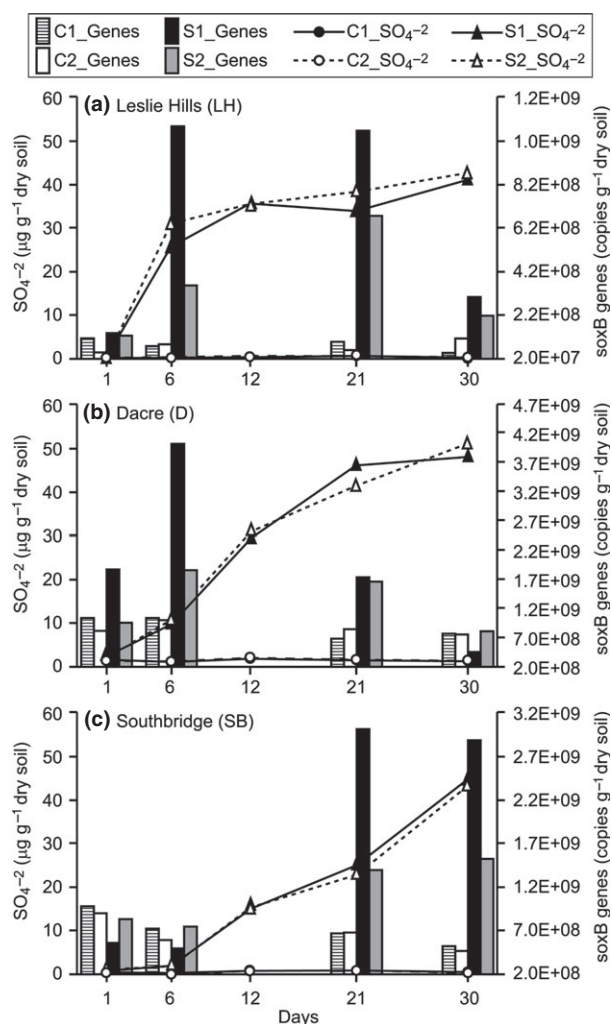 C1_Genes S1_Genes C1_SO₄⁻² S1_SO₄⁻²
C2_Genes S2_Genes C2_SO₄⁻² S2_SO₄⁻²
(a) Leslie Hills (LH)
SO₄⁻² (µg g⁻¹ dry soil)
60
50
40
30
20
10
0
1.2E+09
1.0E+09
8.2E+08
6.2E+08
4.2E+08
2.2E+08
2.0E+07
soxB genes (copies g⁻¹ dry soil)
1 6 12 21 30
(b) Dacre (D)
SO₄⁻² (µg g⁻¹ dry soil)
60
50
40
30
20
10
0
4.7E+09
4.2E+09
3.7E+09
3.2E+09
2.7E+09
2.2E+09
1.7E+09
1.2E+09
7.0E+08
2.0E+08
soxB genes (copies g⁻¹ dry soil)
1 6 12 21 30
(c) Southbridge (SB)
SO₄⁻² (µg g⁻¹ dry soil)
60
50
40
30
20
10
0
3.2E+09
2.7E+09
2.2E+09
1.7E+09
1.2E+09
7.0E+08
2.0E+08
soxB genes (copies g⁻¹ dry soil)
1 6 12 21 30
Days